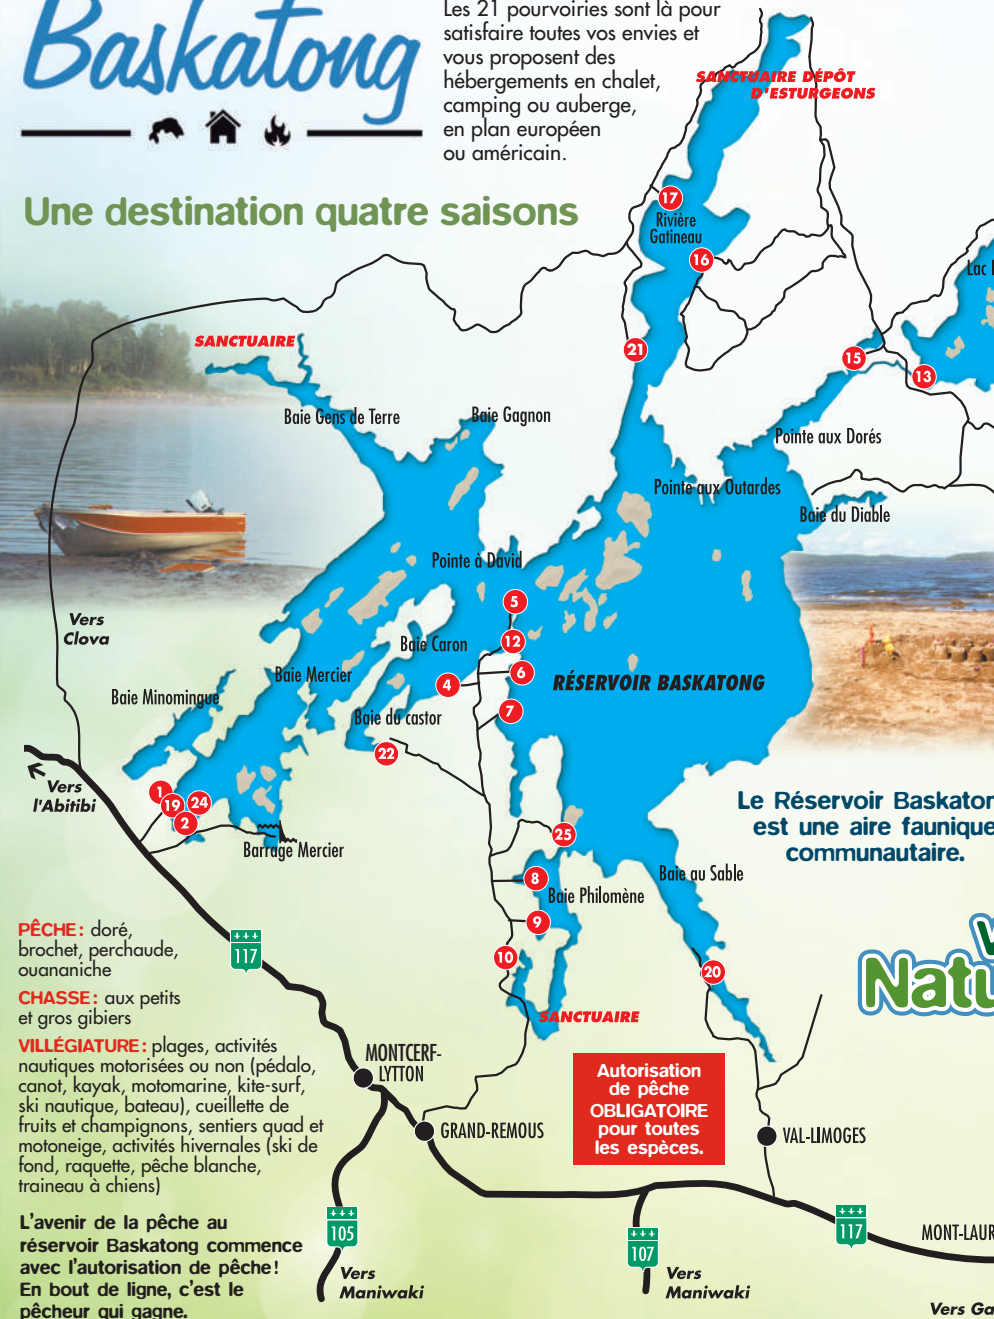 Baskatong
Les 21 pourvoiries sont là pour
satisfaire toutes vos envies et
vous proposent des
hébergements en chalet,
camping ou auberge,
en plan européen
ou américain.
Une destination quatre saisons
SANCTUAIRE DÉPÔT
D'ESTURGEONS
17
Rivière
Gatineau
16
Lac
SANCTUAIRE
21
15
13
Baie Gens de Terre
Baie Gagnon
Pointe aux Dorés
Pointe aux Outardes
Baie du Diable
Pointe à David
5
Vers
Clova
12
Baie Caron
6
Baie Mercier
4
RÉSERVOIR BASKATONG
Baie Minomingue
7
Baie du castor
22
Vers
l'Abitibi
1
19
24
2
Le Réservoir Baskaton
est une aire faunique
communautaire.
25
Barrage Mercier
8
Baie au Sable
Baie Philomène
9
PÊCHE : doré,
brochet, perchaude,
ouananiche
117
10
20
Natu
CHASSE : aux petits
et gros gibiers
SANCTUAIRE
VILLÉGIATURE : plages, activités
nautiques motorisées ou non (pédalo,
canot, kayak, motomarine, kite-surf,
ski nautique, bateau), cueillette de
fruits et champignons, sentiers quad et
motoneige, activités hivernales (ski de
fond, raquette, pêche blanche,
traineau à chiens)
MONTCERF-
LYTTON
Autorisation
de pêche
OBLIGATOIRE
pour toutes
les espèces.
GRAND-REMOUS
VAL-LIMOGES
L'avenir de la pêche au
réservoir Baskatong commence
avec l'autorisation de pêche!
En bout de ligne, c'est le
pêcheur qui gagne.
105
107
117
MONT-LAUR
Vers
Maniwaki
Vers
Maniwaki
Vers Ga